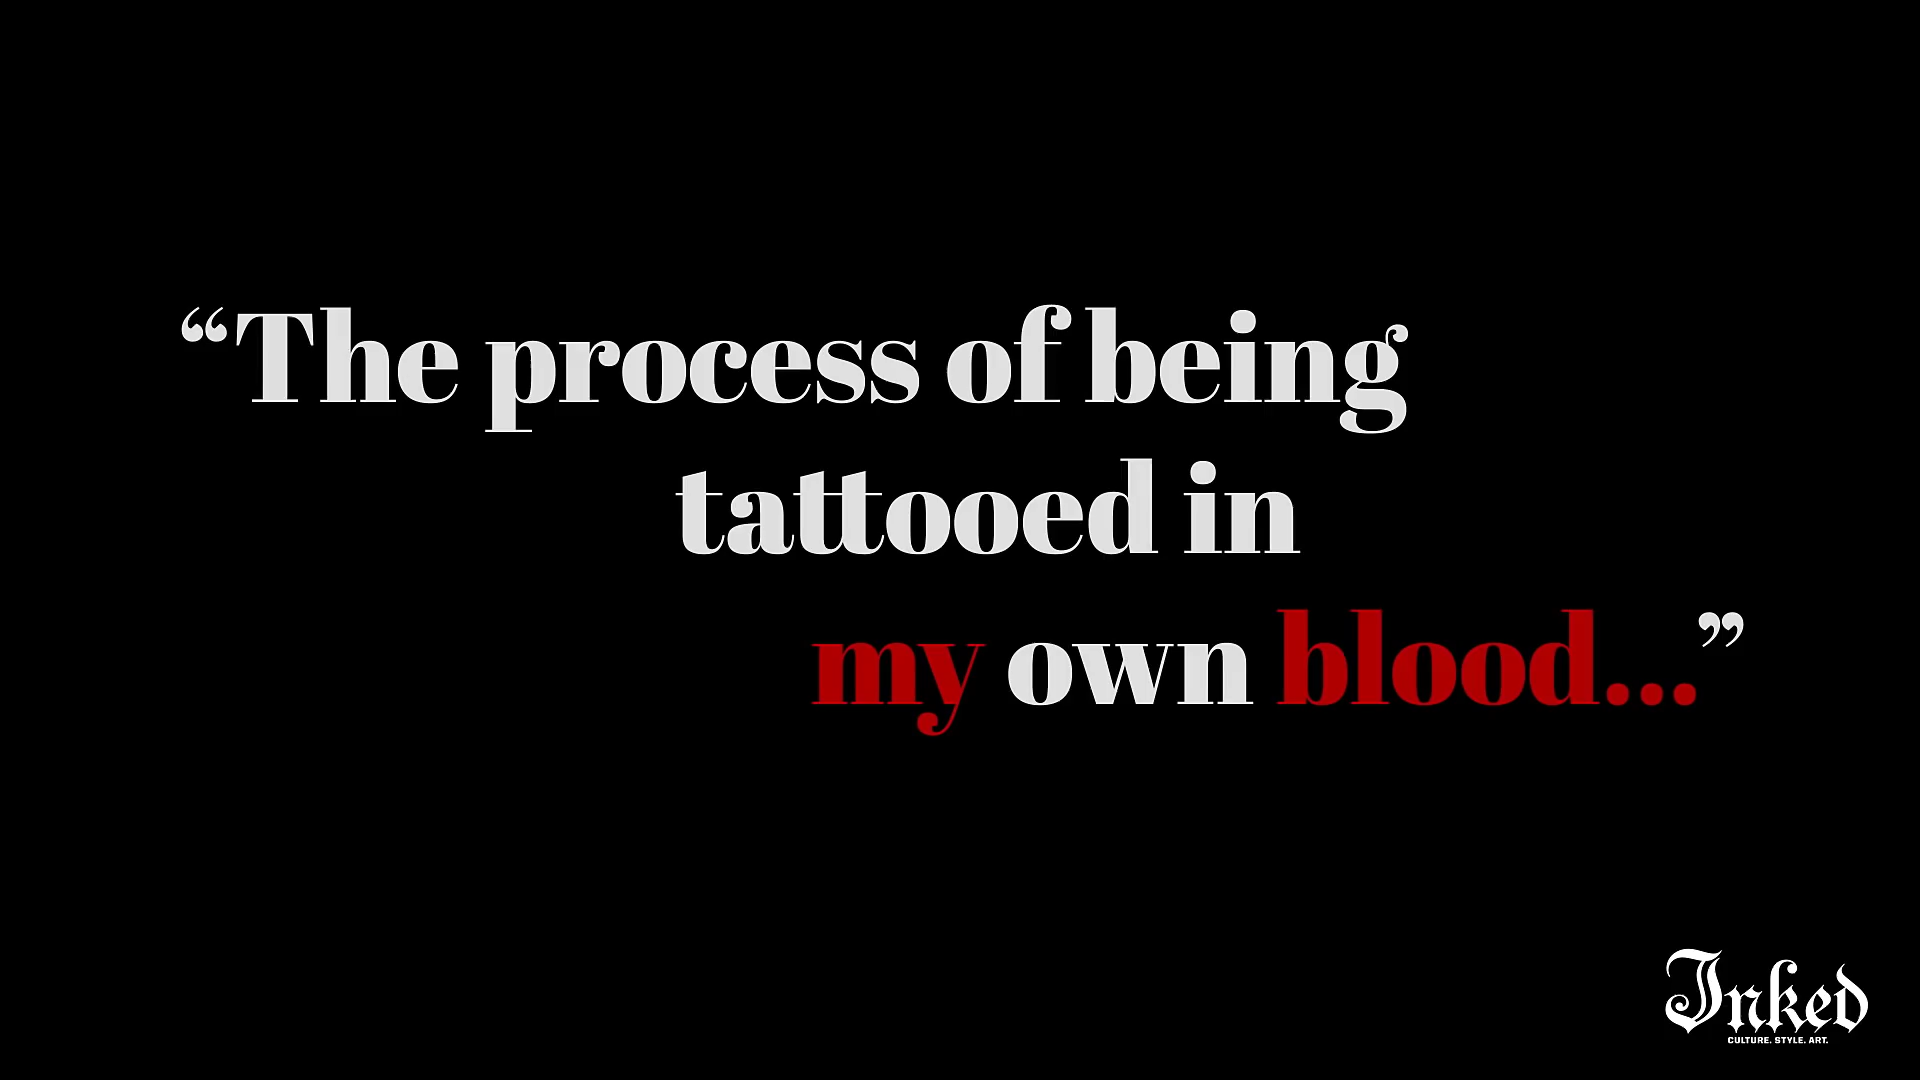 “The process of being
tattooed in
my own blood...”
Inked
CULTURE. STYLE. ART.